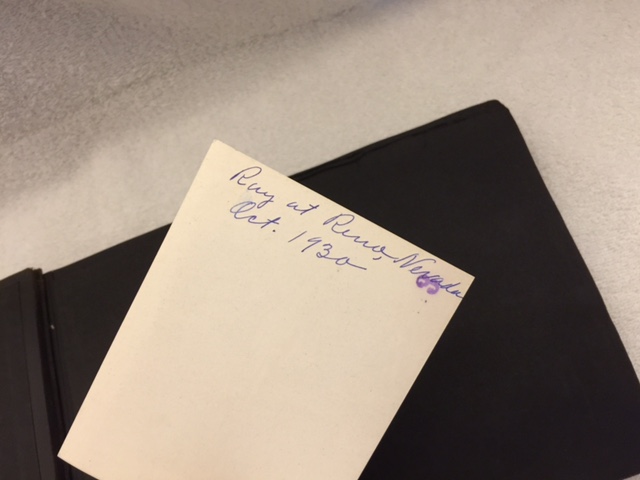 Ray at Reno, Nevada
Oct. 1930